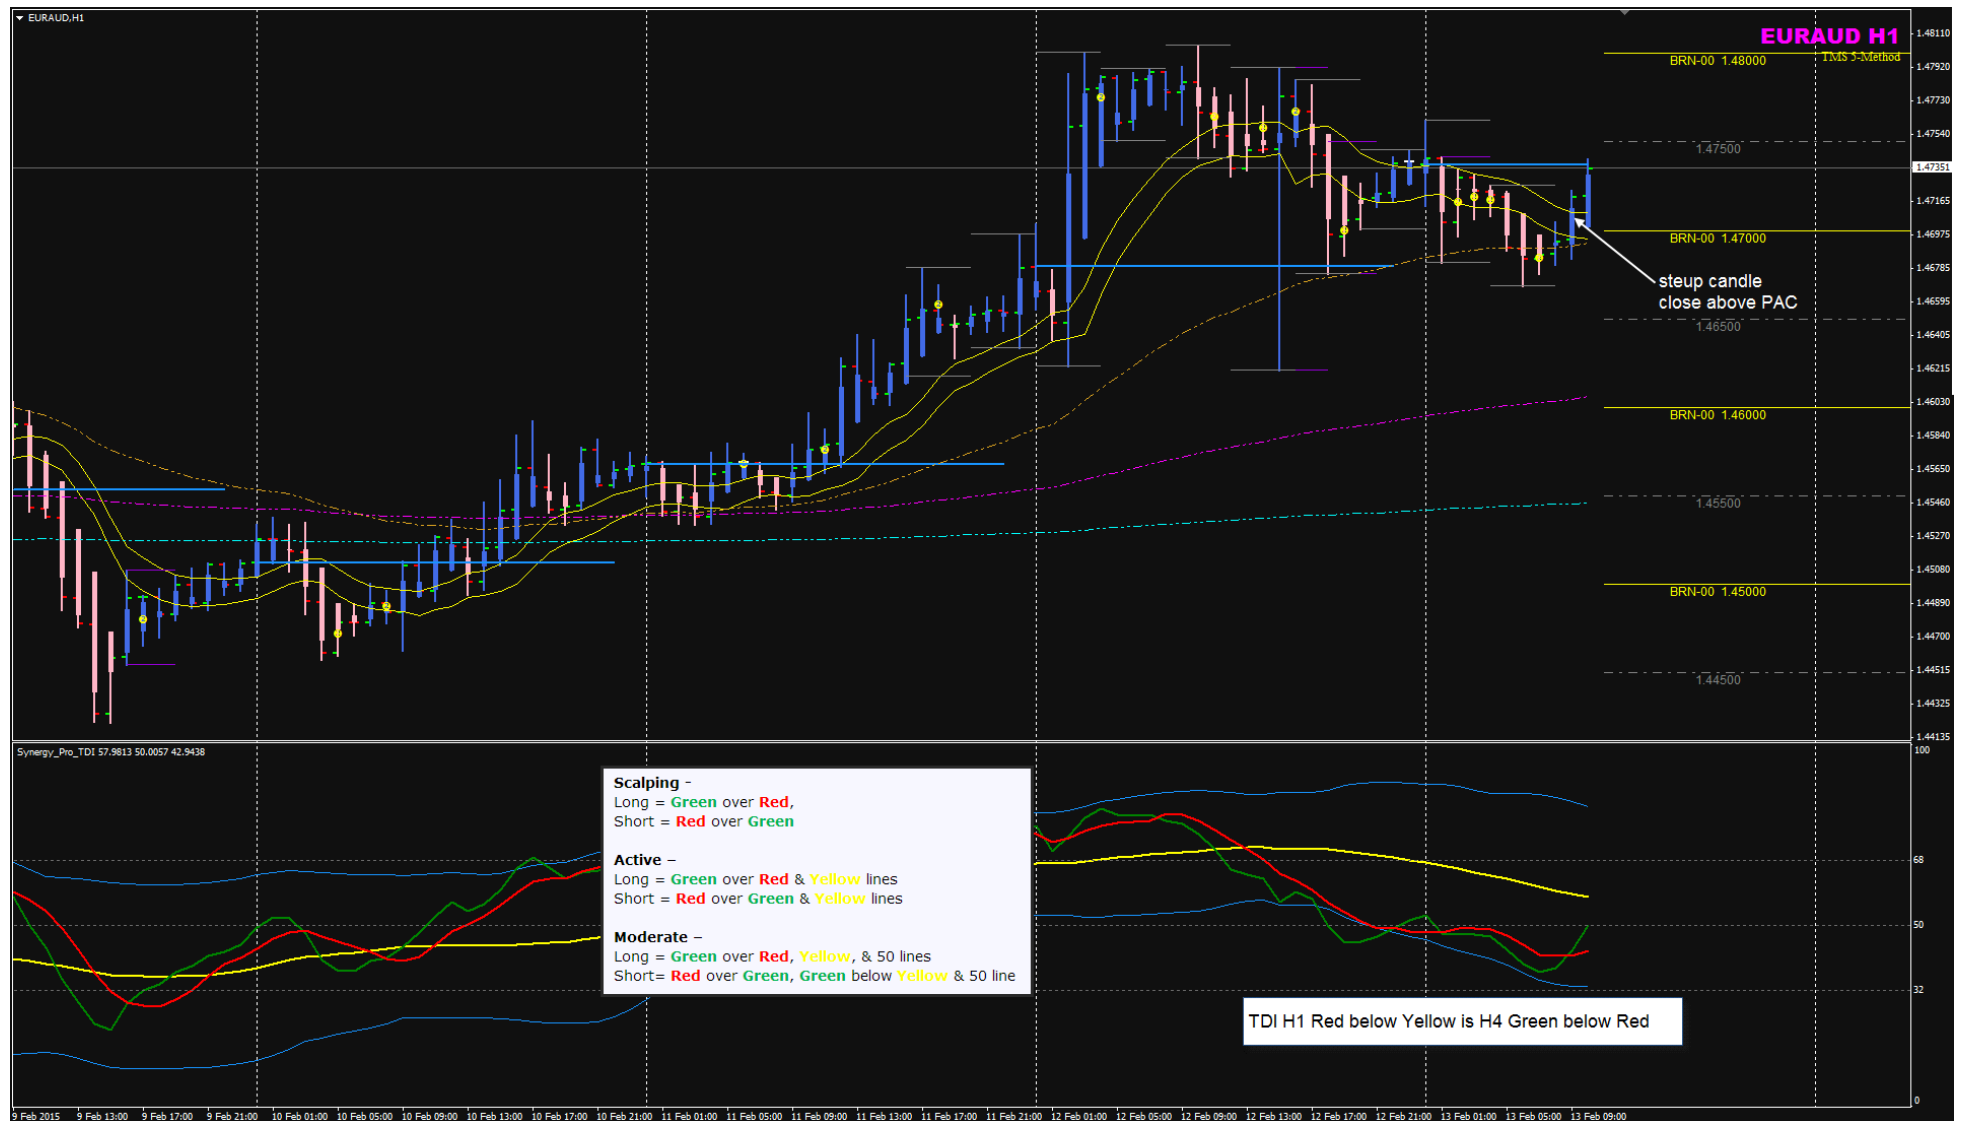 EURAUD,H1
EURAUD H1
TMS 5-Method
BRN-00 1.48000
1.47500
BRN-00 1.47000
steup candle
close above PAC
1.46500
BRN-00 1.46000
1.45500
BRN-00 1.45000
1.44500
1.48110
1.47920
1.47730
1.47540
1.47351
1.47165
1.46975
1.46785
1.46595
1.46405
1.46215
1.46030
1.45840
1.45650
1.45460
1.45270
1.45080
1.44890
1.44700
1.44515
1.44325
1.44135
Synergy_Pro_TDI 57.9813 50.0057 42.9438
Scalping -
Long = Green over Red,
Short = Red over Green
Active –
Long = Green over Red & Yellow lines
Short = Red over Green & Yellow lines
Moderate –
Long = Green over Red, Yellow, & 50 lines
Short= Red over Green, Green below Yellow & 50 line
TDI H1 Red below Yellow is H4 Green below Red
100
68
50
32
0
9 Feb 2015 9 Feb 13:00 9 Feb 17:00 9 Feb 21:00 10 Feb 01:00 10 Feb 05:00 10 Feb 09:00 10 Feb 13:00 10 Feb 17:00 10 Feb 21:00 11 Feb 01:00 11 Feb 05:00 11 Feb 09:00 11 Feb 13:00 11 Feb 17:00 11 Feb 21:00 12 Feb 01:00 12 Feb 05:00 12 Feb 09:00 12 Feb 13:00 12 Feb 17:00 12 Feb 21:00 13 Feb 01:00 13 Feb 05:00 13 Feb 09:00